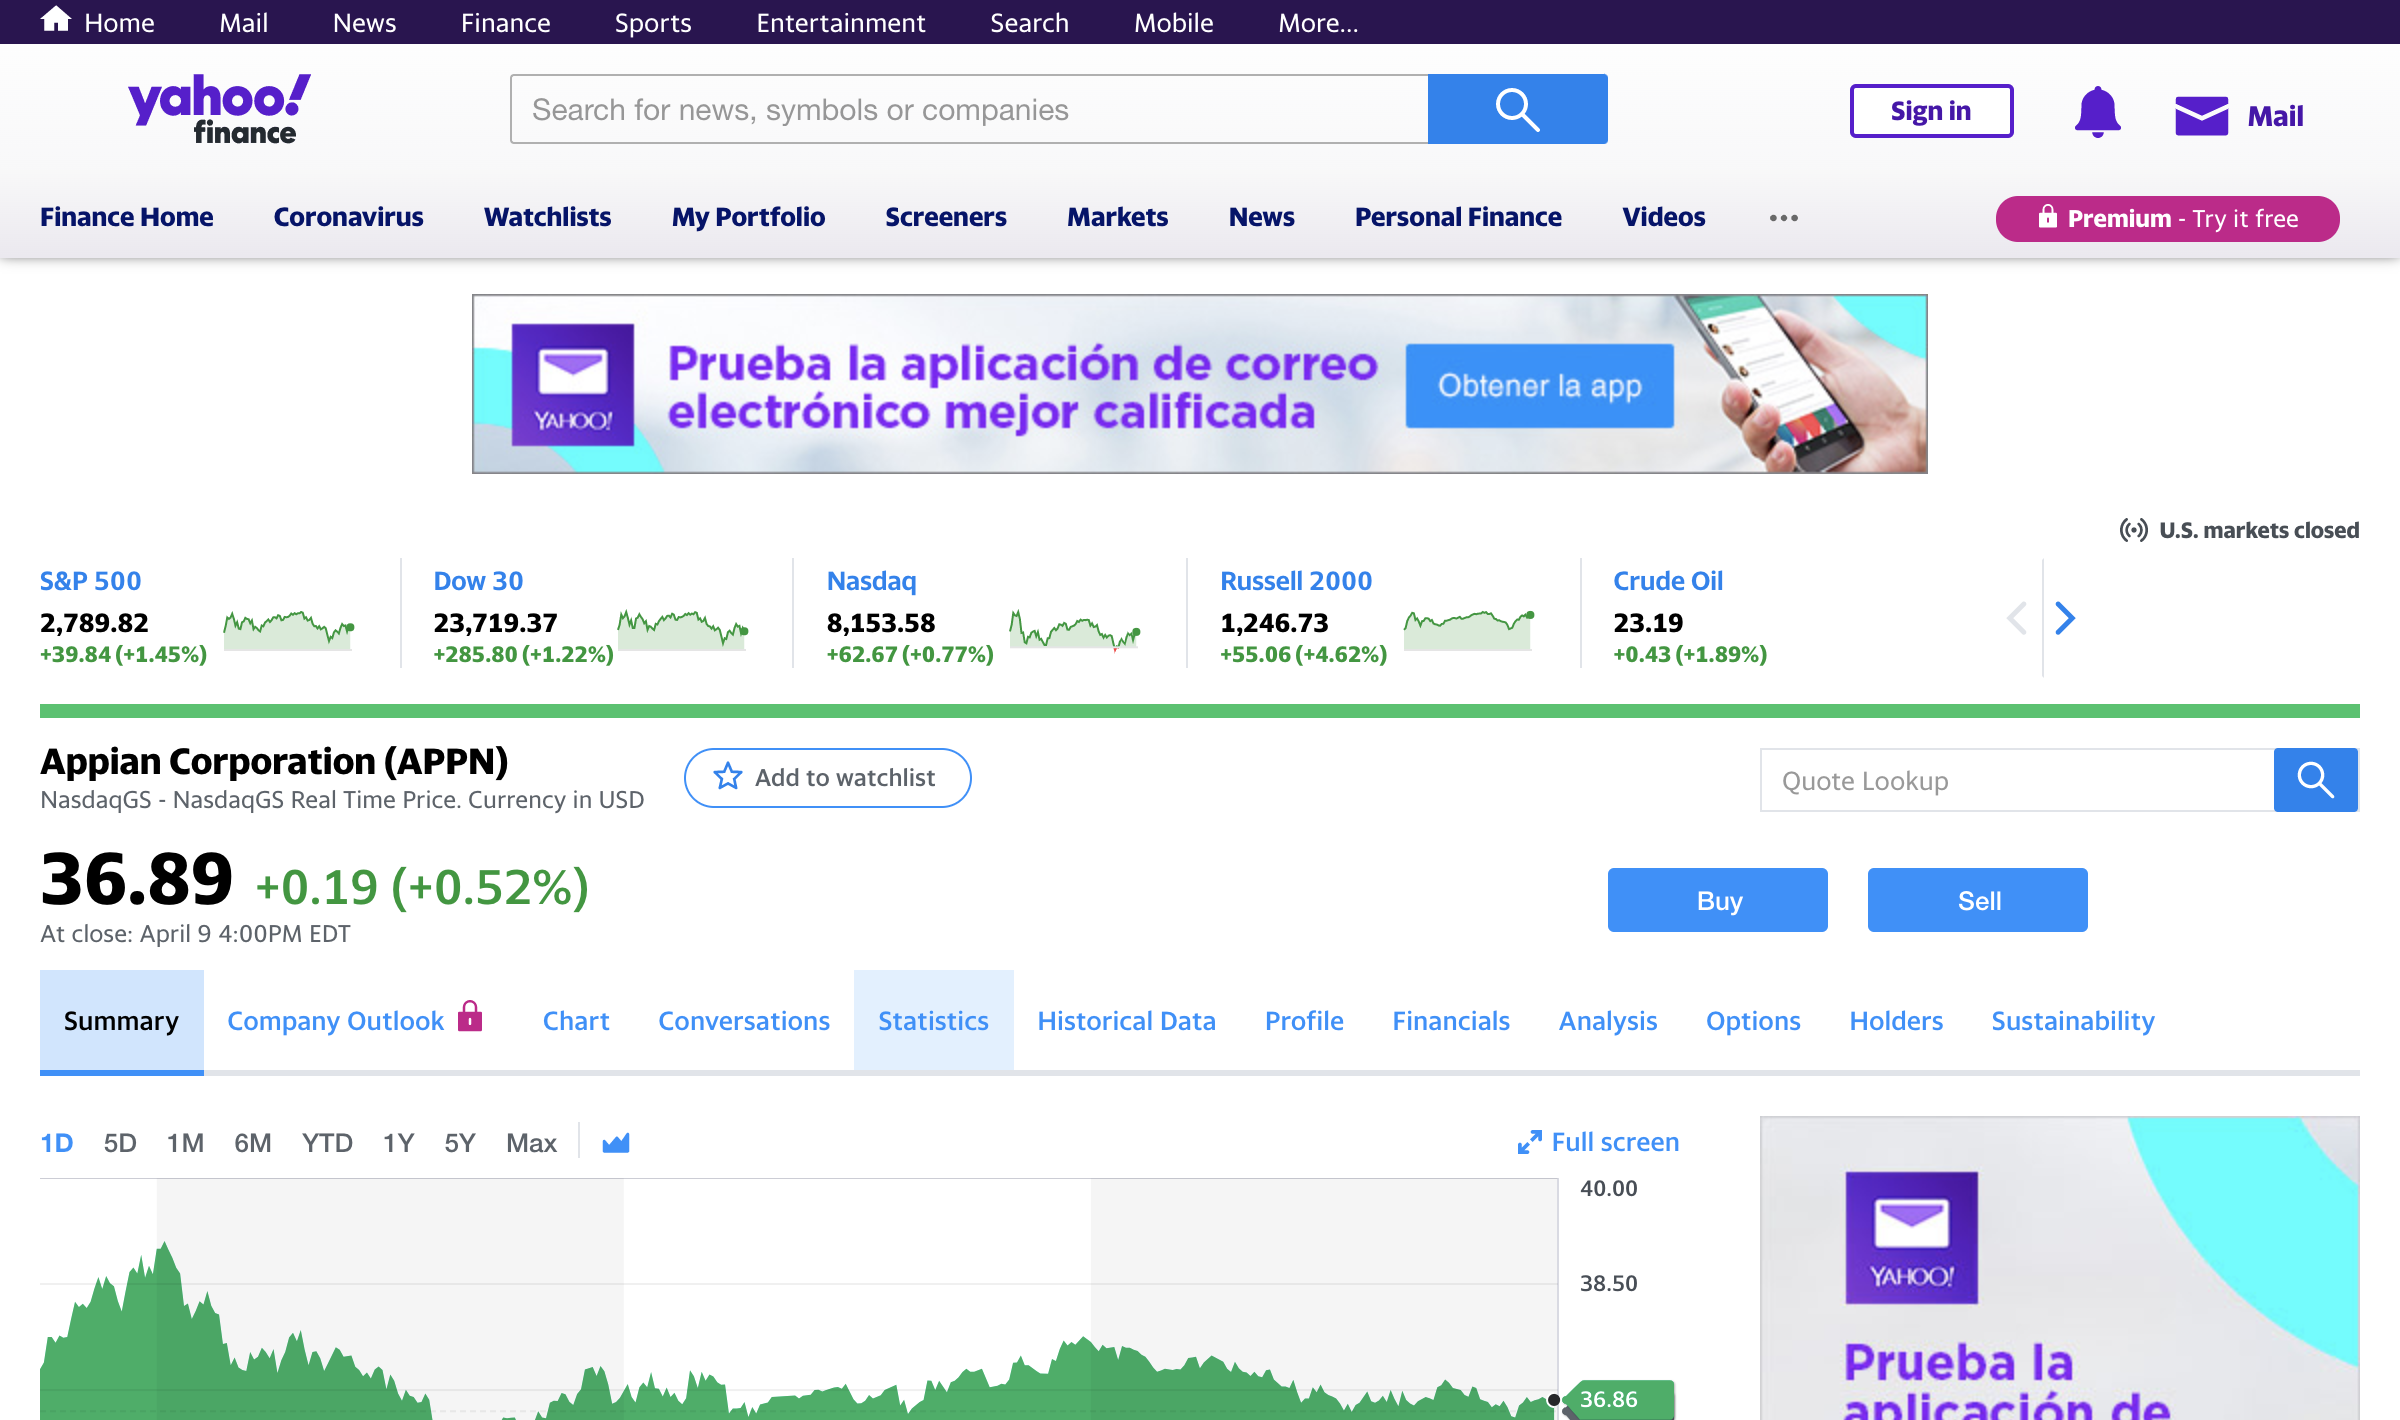 Home Mail News Finance Sports Entertainment Search Mobile More...
yahoo!
finance
Search for news, symbols or companies
Sign in
Mail
Finance Home Coronavirus Watchlists My Portfolio Screeners Markets News Personal Finance Videos •••
Premium - Try it free
YAHOO!
Prueba la aplicación de correo
electrónico mejor calificada
Obtener la app
U.S. markets closed
S&P 500
2,789.82
+39.84 (+1.45%)
Dow 30
23,719.37
+285.80 (+1.22%)
Nasdaq
8,153.58
+62.67 (+0.77%)
Russell 2000
1,246.73
+55.06 (+4.62%)
Crude Oil
23.19
+0.43 (+1.89%)
Appian Corporation (APPN)
NasdaqGS - NasdaqGS Real Time Price. Currency in USD
Add to watchlist
Quote Lookup
36.89 +0.19 (+0.52%)
At close: April 9 4:00PM EDT
Buy
Sell
Summary Company Outlook Chart Conversations Statistics Historical Data Profile Financials Analysis Options Holders Sustainability
1D 5D 1M 6M YTD 1Y 5Y Max
Full screen
40.00
38.50
36.86
YAHOO!
Prueba la
aplicación de